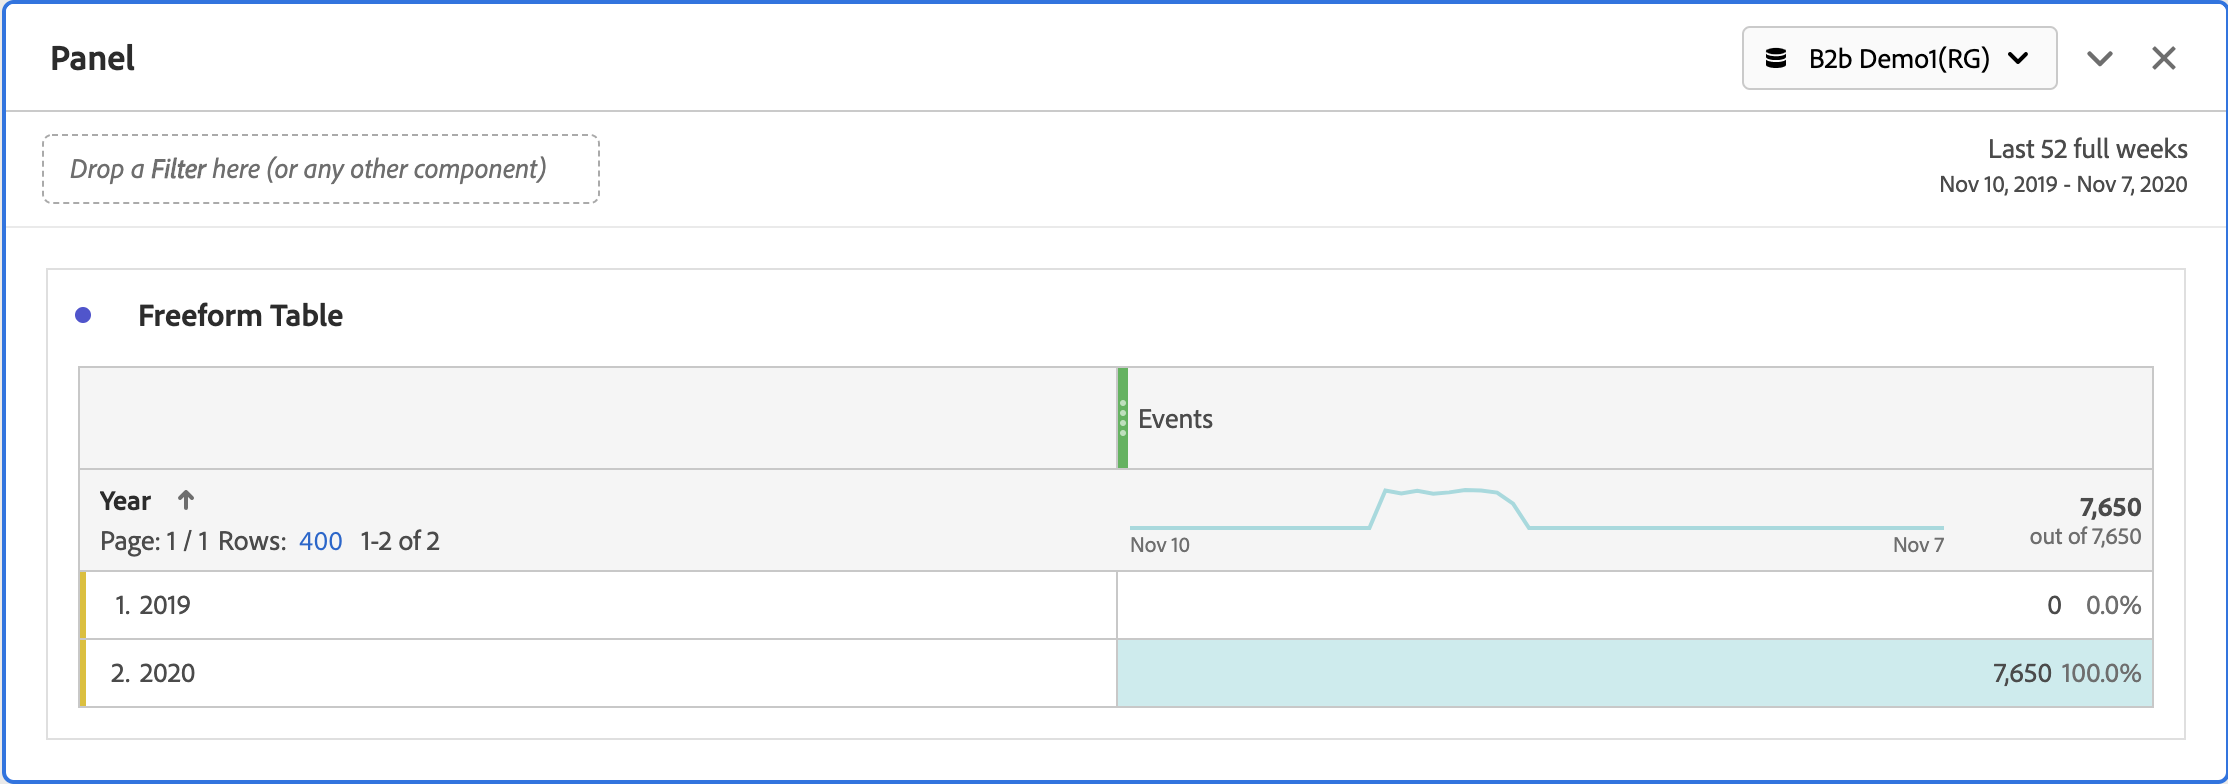 Panel
B2b Demo1(RG)
Drop a Filter here (or any other component)
Last 52 full weeks
Nov 10, 2019 - Nov 7, 2020
Freeform Table
Events
Year
Page: 1 / 1 Rows: 400 1-2 of 2
Nov 10
Nov 7
7,650
out of 7,650
1. 2019
0 0.0%
2. 2020
7,650 100.0%